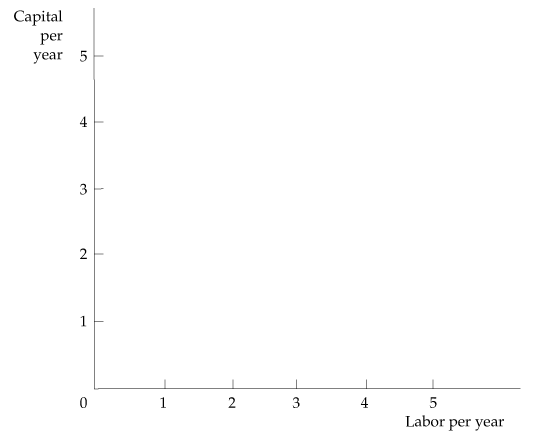 Capital
per
year
5
4
3
2
1
0 1 2 3 4 5
Labor per year